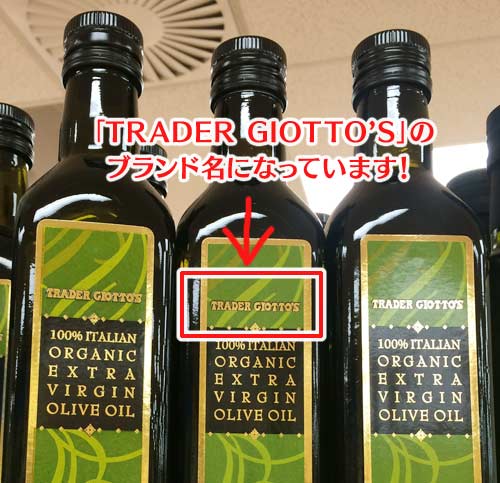 「TRADER GIOTTO’S」の
ブランド名になっています!
TRADER GIOTTO'S
100% ITALIAN
ORGANIC
EXTRA
VIRGIN
OLIVE OIL
TRADER GIOTTO'S
100% ITALIAN
ORGANIC
EXTRA
VIRGIN
OLIVE OIL
TRADER GIOTTO'S
100% ITALIAN
ORGANIC
EXTRA
VIRGIN
OLIVE OIL